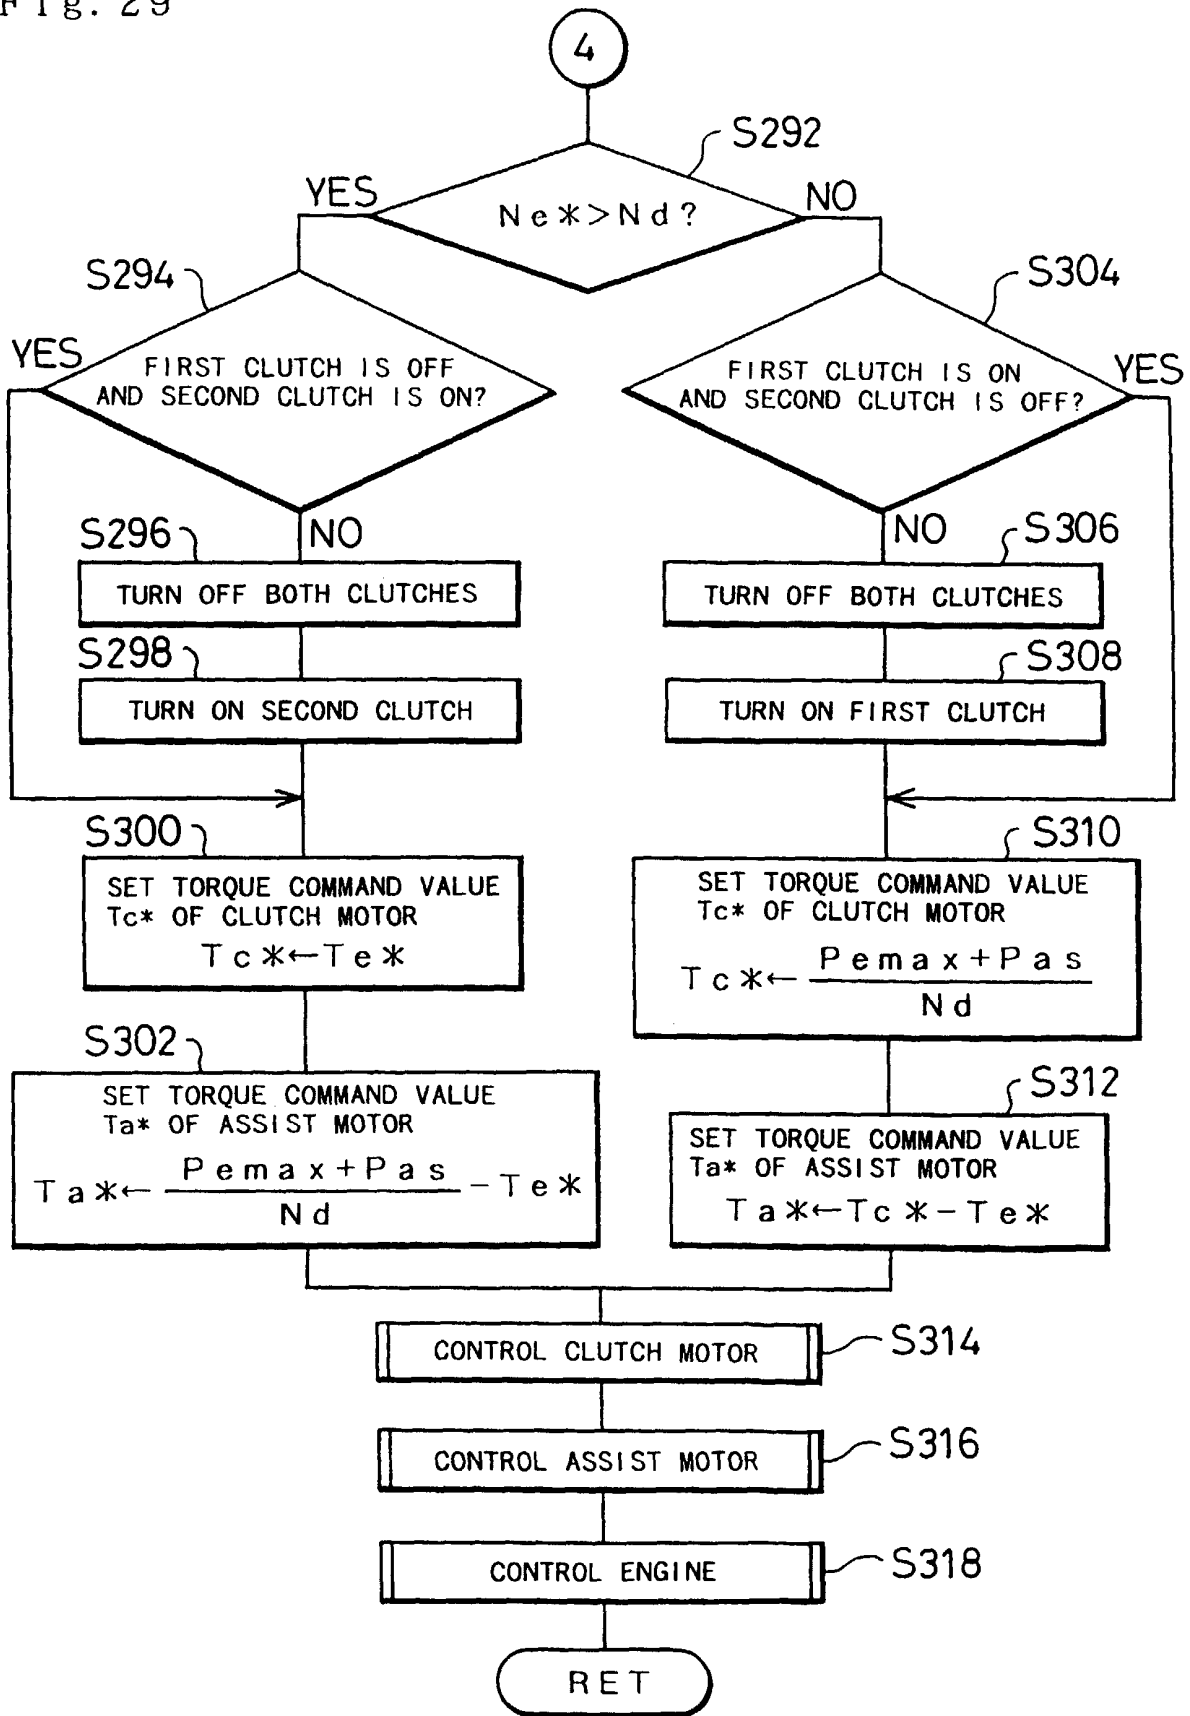 Fig. 29
4
S292
YES
Ne*>Nd?
NO
S294
YES
FIRST CLUTCH IS OFF
AND SECOND CLUTCH IS ON?
NO
S296
TURN OFF BOTH CLUTCHES
S298
TURN ON SECOND CLUTCH
S300
SET TORQUE COMMAND VALUE
Tc* OF CLUTCH MOTOR
Tc*←Te*
S302
SET TORQUE COMMAND VALUE
Ta* OF ASSIST MOTOR
Ta*← Pemax+Pas / Nd -Te*
S304
FIRST CLUTCH IS ON
AND SECOND CLUTCH IS OFF?
YES
NO
S306
TURN OFF BOTH CLUTCHES
S308
TURN ON FIRST CLUTCH
S310
SET TORQUE COMMAND VALUE
Tc* OF CLUTCH MOTOR
Tc*← Pemax+Pas / Nd
S312
SET TORQUE COMMAND VALUE
Ta* OF ASSIST MOTOR
Ta*←Tc*-Te*
CONTROL CLUTCH MOTOR
S314
CONTROL ASSIST MOTOR
S316
CONTROL ENGINE
S318
RET